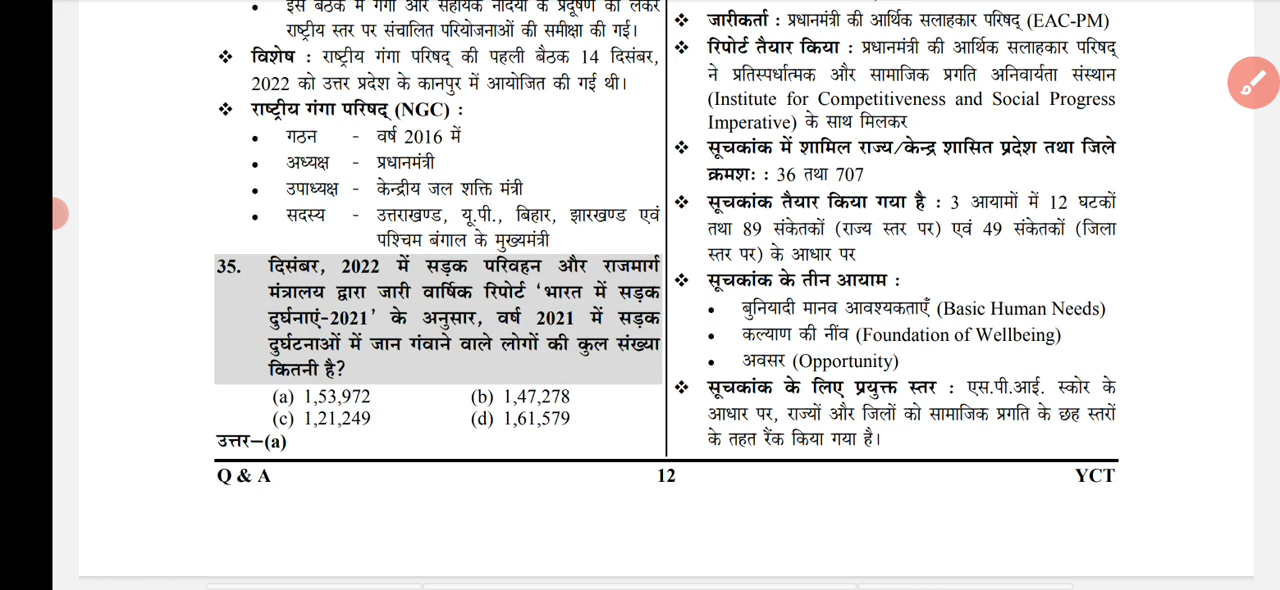 इस बैठक में गंगा और सहायक नदियों के प्रदूषण को लेकर
राष्ट्रीय स्तर पर संचालित परियोजनाओं की समीक्षा की गई।
❖ विशेष : राष्ट्रीय गंगा परिषद की पहली बैठक 14 दिसंबर,
2022 को उत्तर प्रदेश के कानपुर में आयोजित की गई थी।
❖ राष्ट्रीय गंगा परिषद् (NGC) :
• गठन - वर्ष 2016 में
• अध्यक्ष - प्रधानमंत्री
• उपाध्यक्ष - केन्द्रीय जल शक्ति मंत्री
• सदस्य - उत्तराखण्ड, यू.पी., बिहार, झारखण्ड एवं
पश्चिम बंगाल के मुख्यमंत्री
35. दिसंबर, 2022 में सड़क परिवहन और राजमार्ग
मंत्रालय द्वारा जारी वार्षिक रिपोर्ट 'भारत में सड़क
दुर्घनाएं-2021' के अनुसार, वर्ष 2021 में सड़क
दुर्घटनाओं में जान गंवाने वाले लोगों की कुल संख्या
कितनी है?
(a) 1,53,972 (b) 1,47,278
(c) 1,21,249 (d) 1,61,579
उत्तर–(a)
❖ जारीकर्ता : प्रधानमंत्री की आर्थिक सलाहकार परिषद् (EAC-PM)
❖ रिपोर्ट तैयार किया : प्रधानमंत्री की आर्थिक सलाहकार परिषद्
ने प्रतिस्पर्धात्मक और सामाजिक प्रगति अनिवार्यता संस्थान
(Institute for Competitiveness and Social Progress
Imperative) के साथ मिलकर
❖ सूचकांक में शामिल राज्य/केन्द्र शासित प्रदेश तथा जिले
क्रमशः : 36 तथा 707
❖ सूचकांक तैयार किया गया है : 3 आयामों में 12 घटकों
तथा 89 संकेतकों (राज्य स्तर पर) एवं 49 संकेतकों (जिला
स्तर पर) के आधार पर
❖ सूचकांक के तीन आयाम :
• बुनियादी मानव आवश्यकताएँ (Basic Human Needs)
• कल्याण की नींव (Foundation of Wellbeing)
• अवसर (Opportunity)
❖ सूचकांक के लिए प्रयुक्त स्तर : एस.पी.आई. स्कोर के
आधार पर, राज्यों और जिलों को सामाजिक प्रगति के छह स्तरों
के तहत रैंक किया गया है।
Q & A 12 YCT